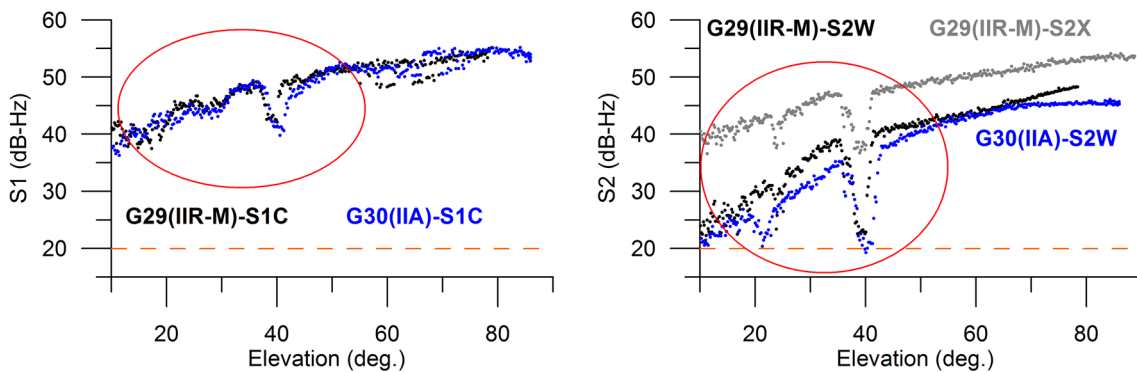 60
50
40
30
20
S1 (dB-Hz)
G29(IIR-M)-S1C G30(IIA)-S1C
20 40 60 80
Elevation (deg.)
60
50
40
30
20
S2 (dB-Hz)
G29(IIR-M)-S2W G29(IIR-M)-S2X
G30(IIA)-S2W
20 40 60 80
Elevation (deg.)